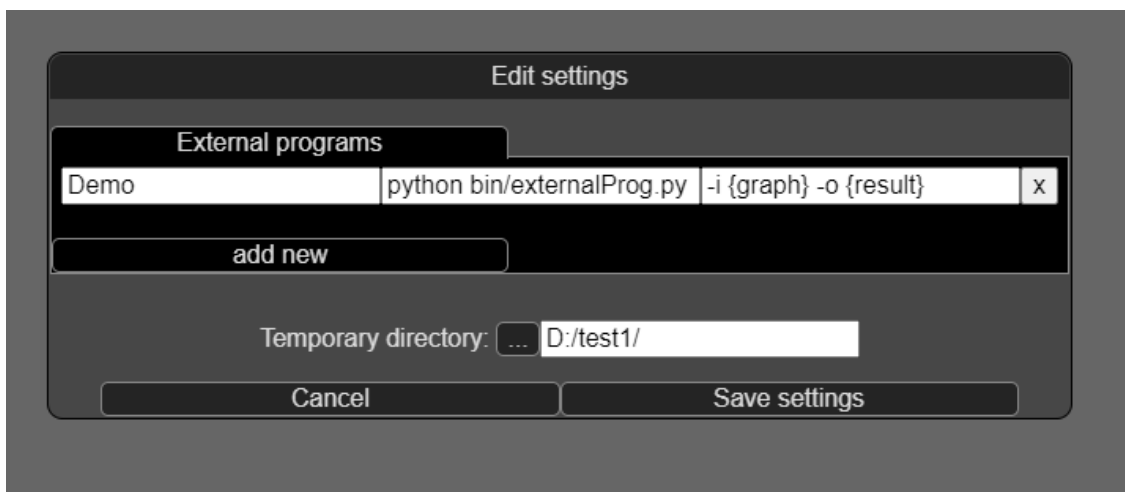 Edit settings
External programs
Demo python bin/externalProg.py -i {graph} -o {result} x
add new
Temporary directory: ... D:/test1/
Cancel Save settings